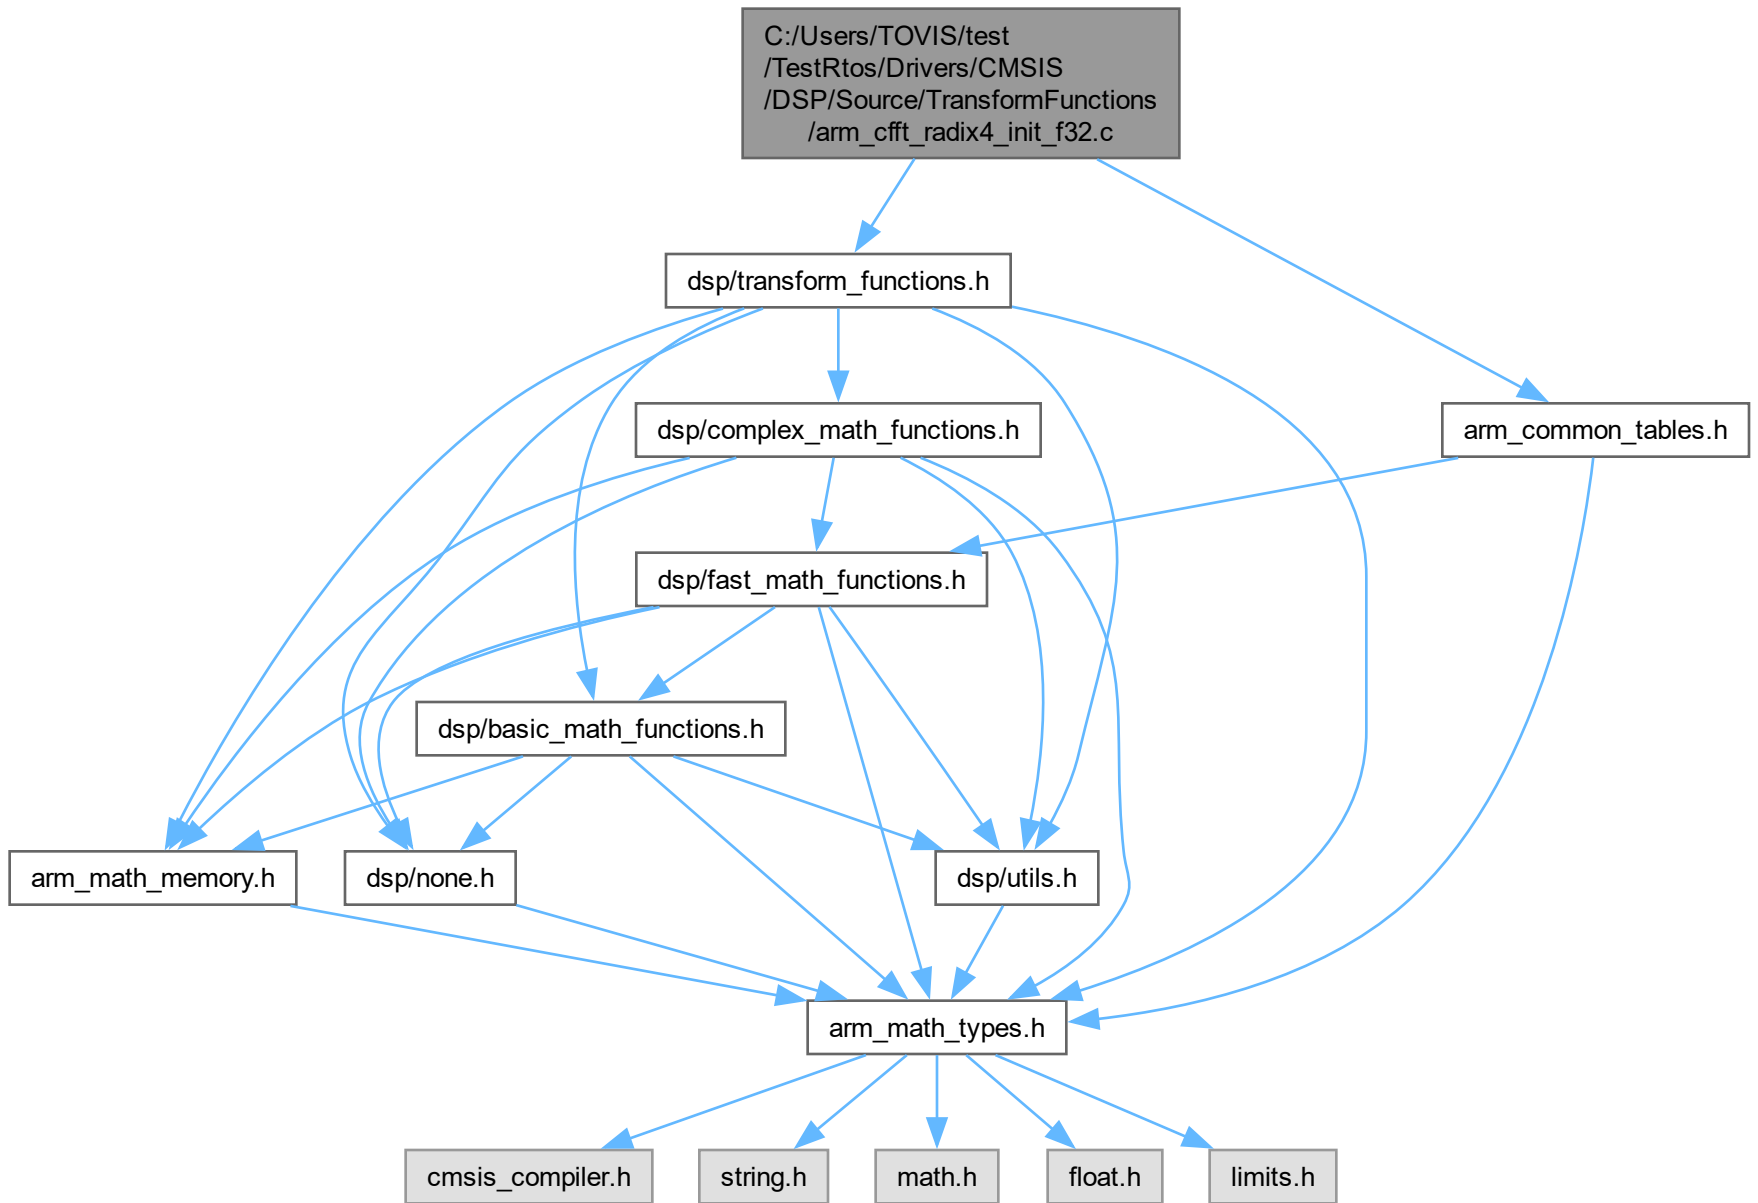 C:/Users/TOVIS/test
/TestRtos/Drivers/CMSIS
/DSP/Source/TransformFunctions
/arm_cfft_radix4_init_f32.c
dsp/transform_functions.h
dsp/complex_math_functions.h
arm_common_tables.h
dsp/fast_math_functions.h
dsp/basic_math_functions.h
arm_math_memory.h
dsp/none.h
dsp/utils.h
arm_math_types.h
cmsis_compiler.h
string.h
math.h
float.h
limits.h